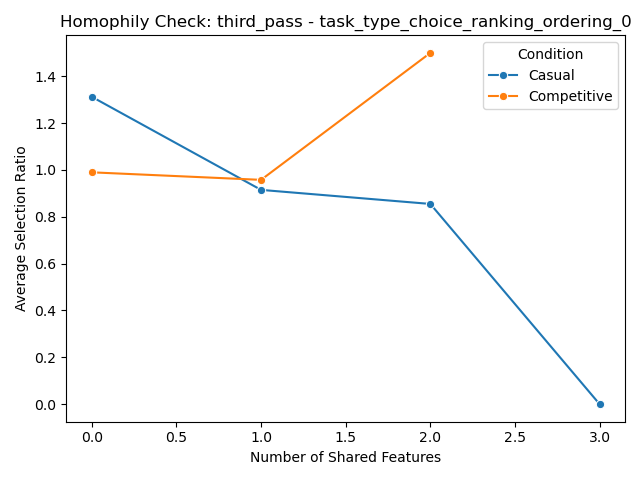 Homophily Check: third_pass - task_type_choice_ranking_ordering_0
Condition
Casual
Competitive
Average Selection Ratio
1.4
1.2
1.0
0.8
0.6
0.4
0.2
0.0
0.0 0.5 1.0 1.5 2.0 2.5 3.0
Number of Shared Features